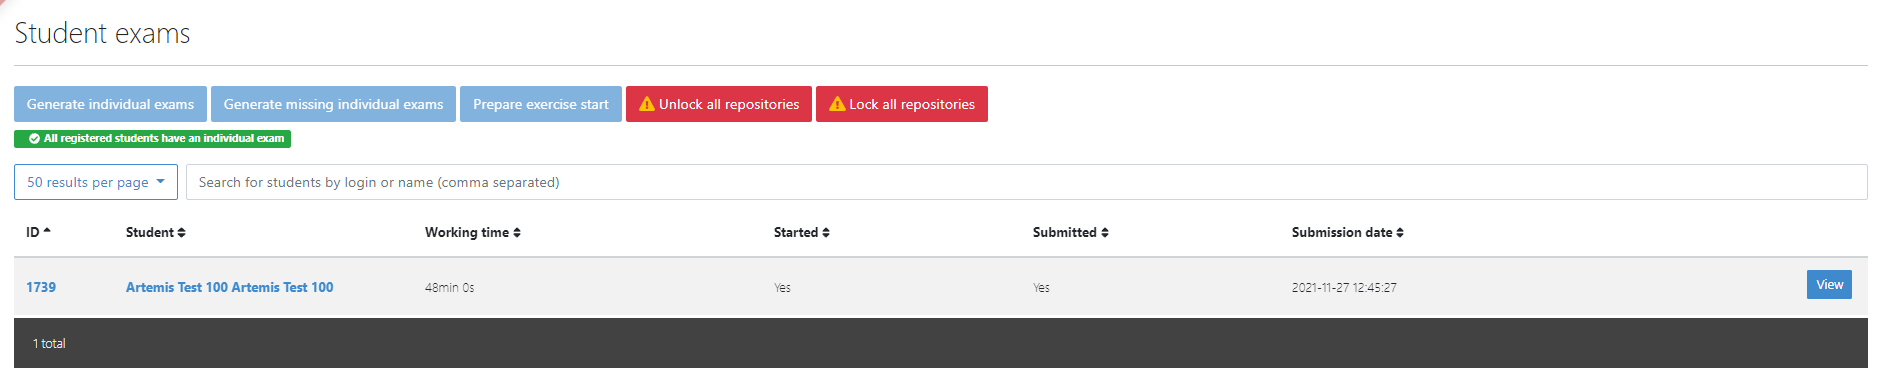 Student exams
Generate individual exams Generate missing individual exams Prepare exercise start Unlock all repositories Lock all repositories
All registered students have an individual exam
50 results per page Search for students by login or name (comma separated)
ID Student Working time Started Submitted Submission date
1739 Artemis Test 100 Artemis Test 100 48min 0s Yes Yes 2021-11-27 12:45:27 View
1 total